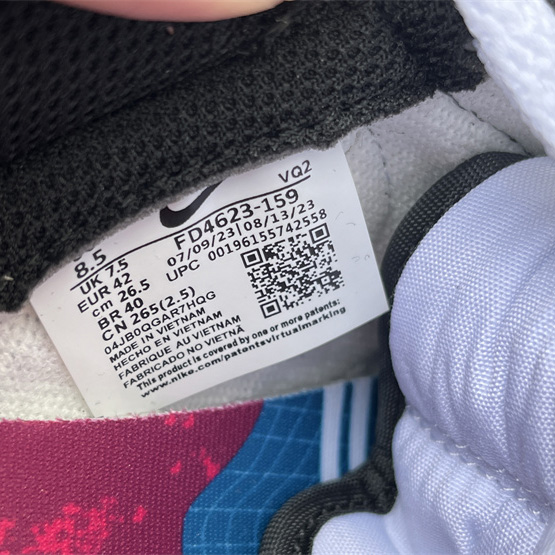 VQ2
8.5 FD4623-159
UK 7.5 07/09/23|08/13/23
EUR 42 UPC 00196155742558
cm 26.5
BR 40
CN 265(2.5)
04JB0QGAR7HQG
MADE IN VIETNAM
HECHO EN VIETNAM
FABRIQUE AU VIETNAM
FABRICADO NO VIETNÃ
This product is covered by one or more patents:
www.nike.com/patentsvirtualmarking